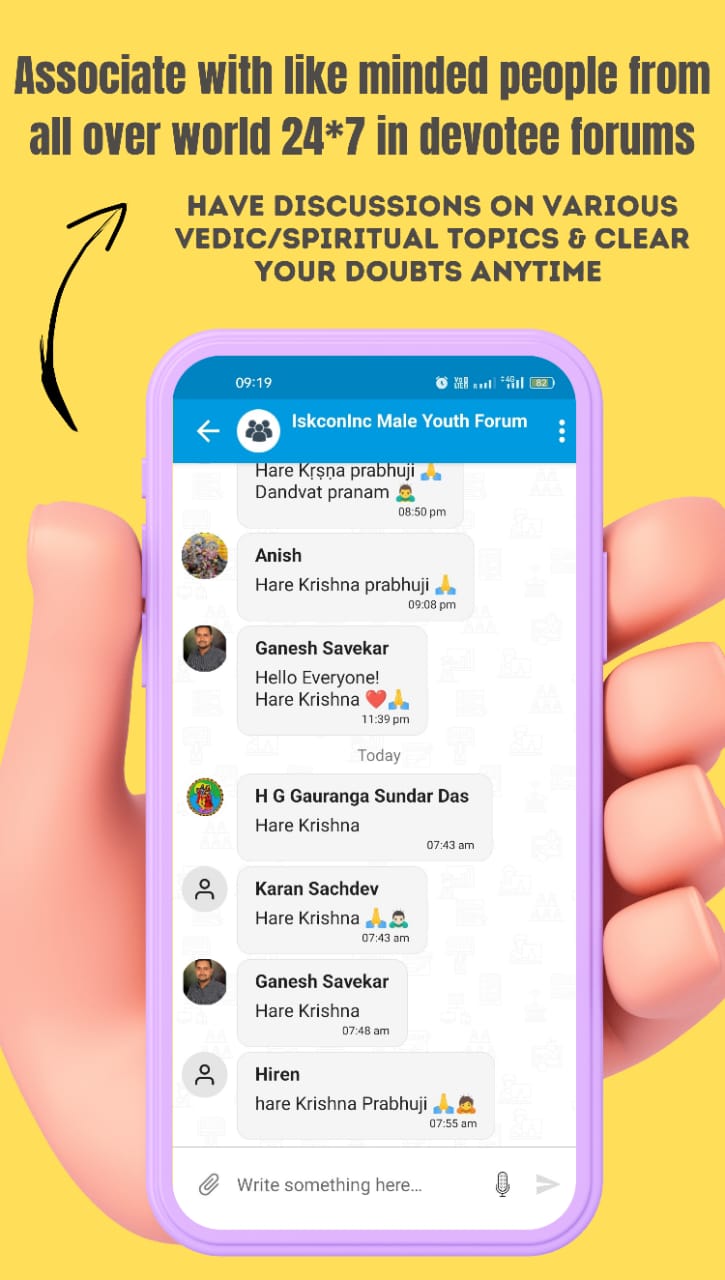 Associate with like minded people from
all over world 24*7 in devotee forums
HAVE DISCUSSIONS ON VARIOUS
VEDIC/SPIRITUAL TOPICS & CLEAR
YOUR DOUBTS ANYTIME
09:19
4G
82
IskconInc Male Youth Forum
Hare Kṛṣṇa prabhuji 🙏
Dandvat pranam 🙇‍♂️
08:50 pm
Anish
Hare Krishna prabhuji 🙏
09:08 pm
Ganesh Savekar
Hello Everyone!
Hare Krishna ❤️🙏
11:39 pm
Today
H G Gauranga Sundar Das
Hare Krishna
07:43 am
Karan Sachdev
Hare Krishna 🙏🙇🏻‍♂️
07:43 am
Ganesh Savekar
Hare Krishna
07:48 am
Hiren
hare Krishna Prabhuji 🙏🙇
07:55 am
Write something here...